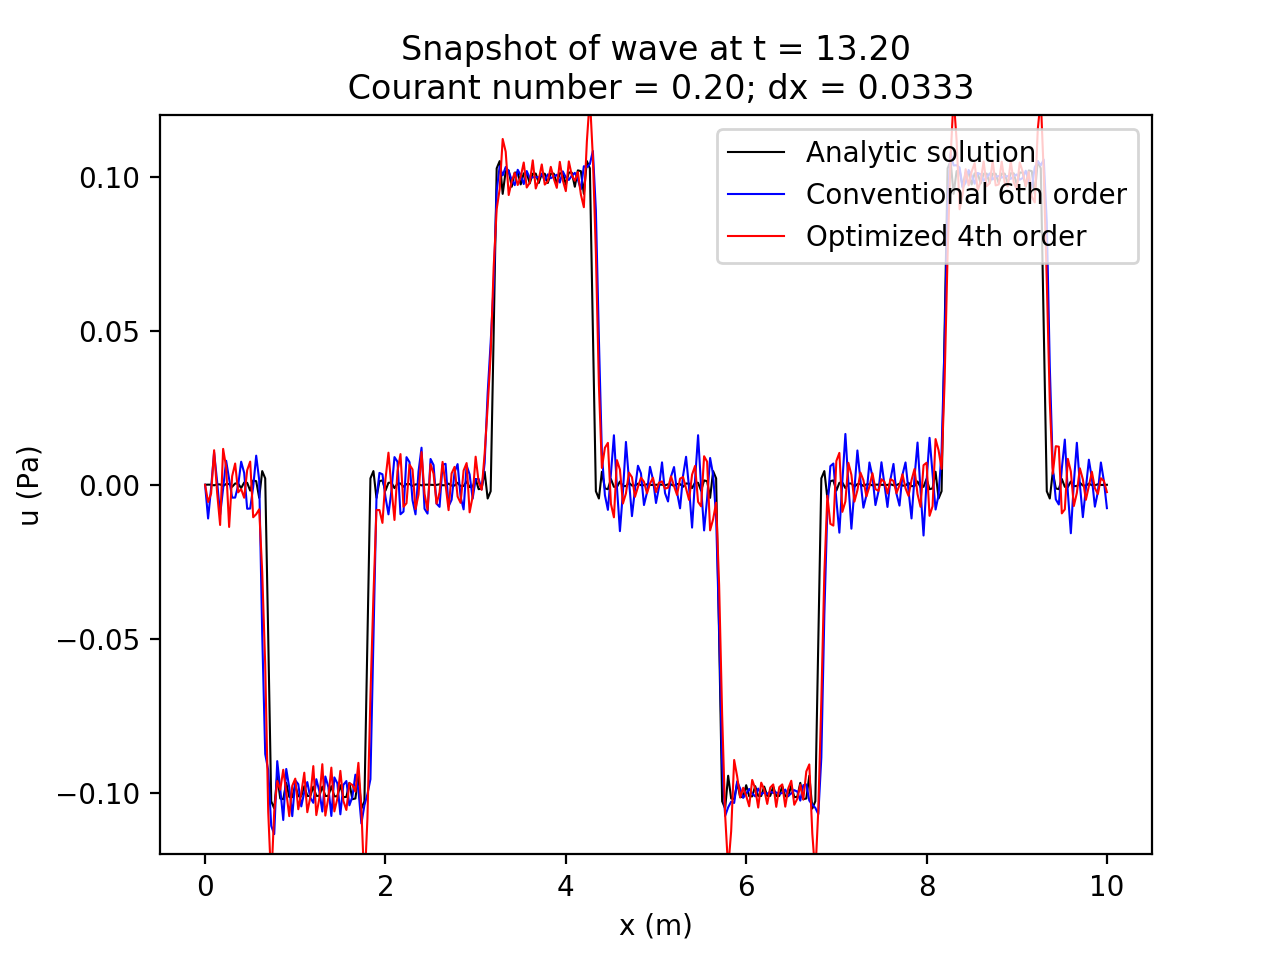 Snapshot of wave at t = 13.20
Courant number = 0.20; dx = 0.0333
Analytic solution
Conventional 6th order
Optimized 4th order
u (Pa)
0.10
0.05
0.00
−0.05
−0.10
0 2 4 6 8 10
x (m)